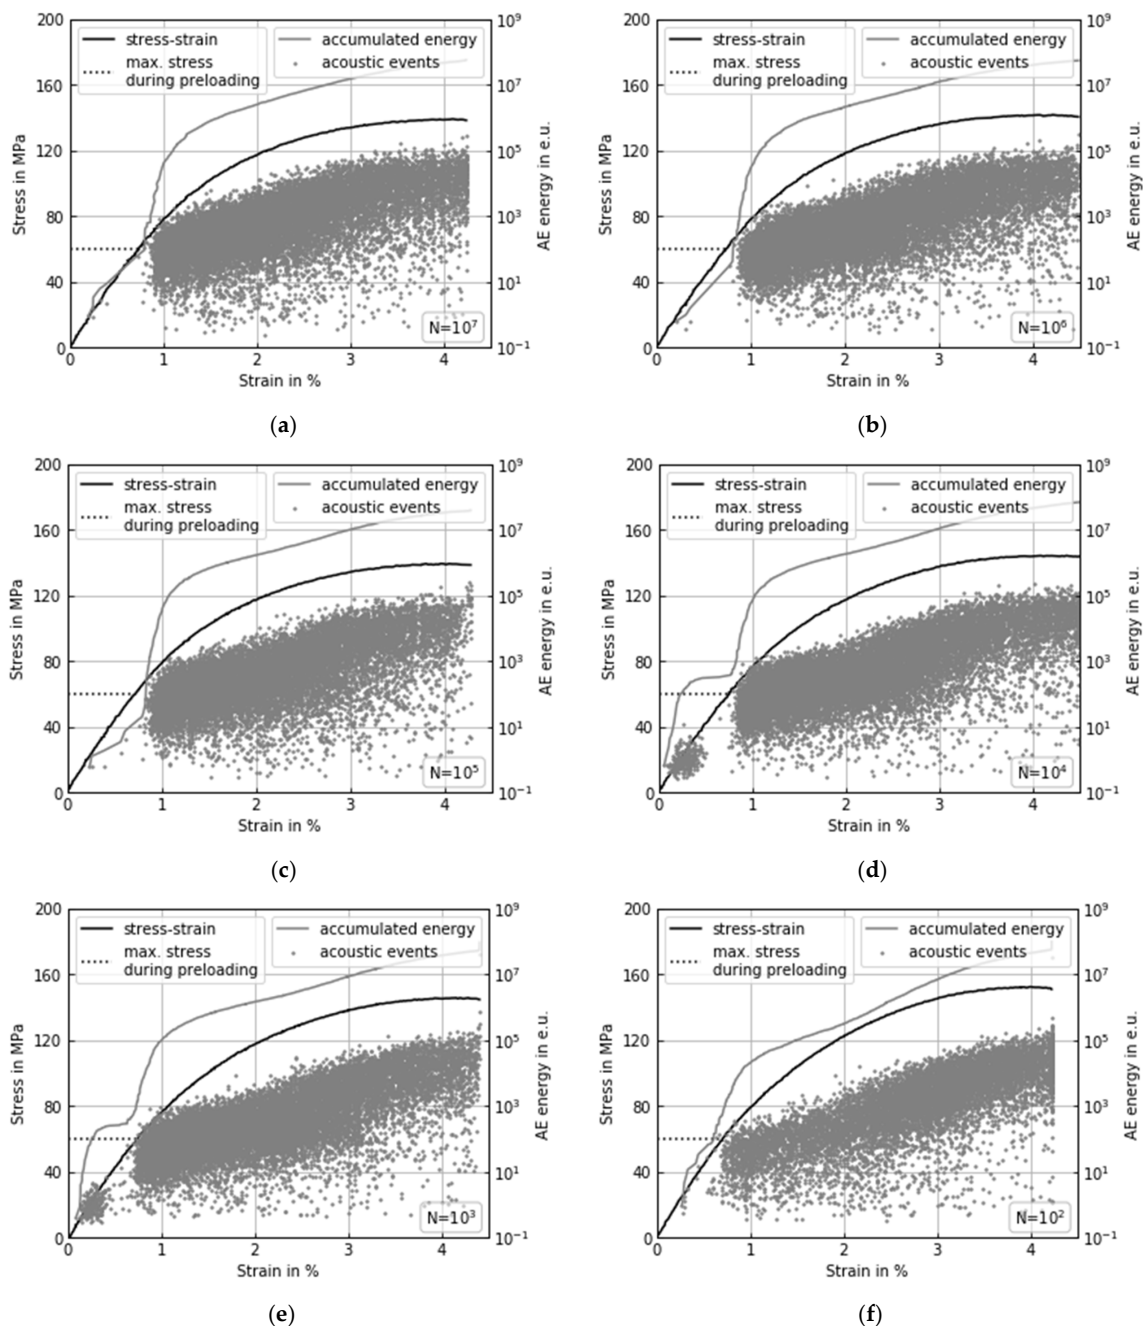 200
160
120
80
40
0
Stress in MPa
stress-strain
max. stress
during preloading
accumulated energy
acoustic events
10⁹
10⁷
10⁵
10³
10¹
10⁻¹
AE energy in e.u.
N=10⁷
0 1 2 3 4
Strain in %
(a)
200
160
120
80
40
0
Stress in MPa
stress-strain
max. stress
during preloading
accumulated energy
acoustic events
10⁹
10⁷
10⁵
10³
10¹
10⁻¹
AE energy in e.u.
N=10⁶
0 1 2 3 4
Strain in %
(b)
200
160
120
80
40
0
Stress in MPa
stress-strain
max. stress
during preloading
accumulated energy
acoustic events
10⁹
10⁷
10⁵
10³
10¹
10⁻¹
AE energy in e.u.
N=10⁵
0 1 2 3 4
Strain in %
(c)
200
160
120
80
40
0
Stress in MPa
stress-strain
max. stress
during preloading
accumulated energy
acoustic events
10⁹
10⁷
10⁵
10³
10¹
10⁻¹
AE energy in e.u.
N=10⁴
0 1 2 3 4
Strain in %
(d)
200
160
120
80
40
0
Stress in MPa
stress-strain
max. stress
during preloading
accumulated energy
acoustic events
10⁹
10⁷
10⁵
10³
10¹
10⁻¹
AE energy in e.u.
N=10³
0 1 2 3 4
Strain in %
(e)
200
160
120
80
40
0
Stress in MPa
stress-strain
max. stress
during preloading
accumulated energy
acoustic events
10⁹
10⁷
10⁵
10³
10¹
10⁻¹
AE energy in e.u.
N=10²
0 1 2 3 4
Strain in %
(f)